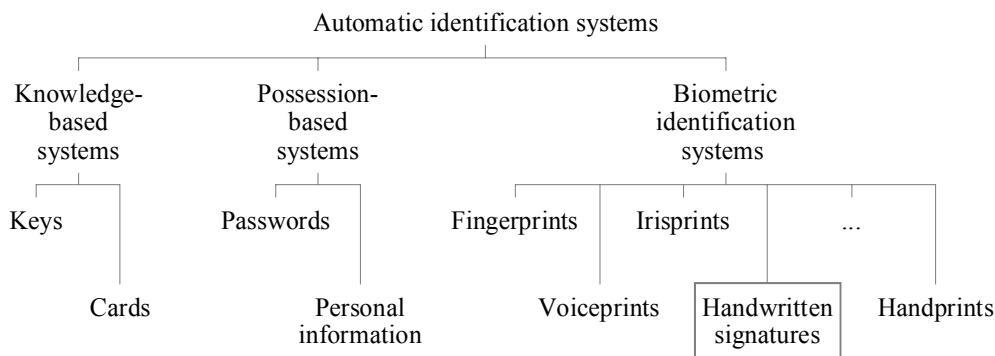 Automatic identification systems
Knowledge-
based
systems
Possession-
based
systems
Biometric
identification
systems
Keys
Passwords
Fingerprints
Irisprints
...
Cards
Personal
information
Voiceprints
Handwritten
signatures
Handprints